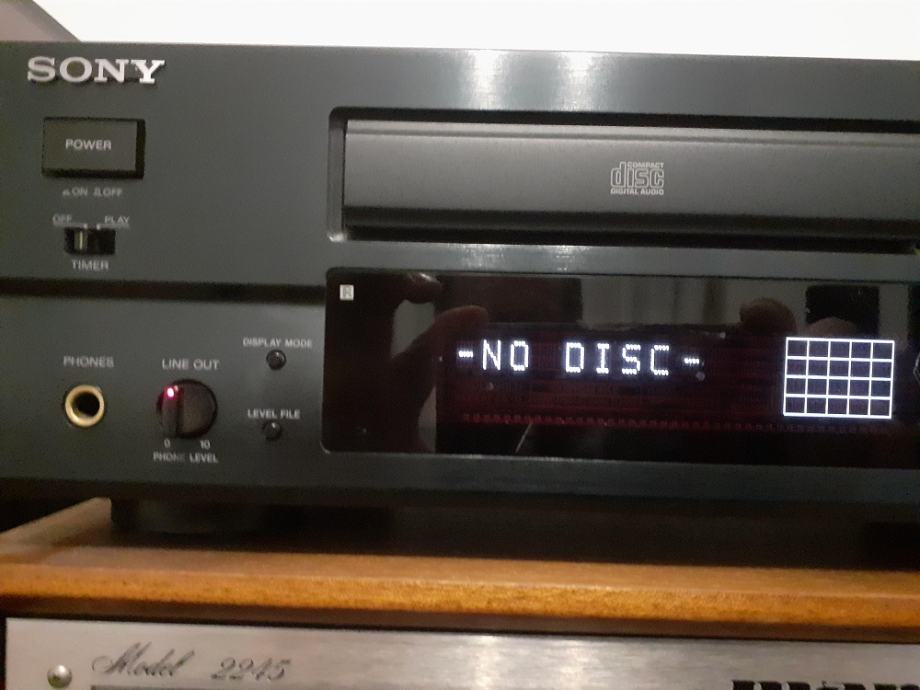 SONY
POWER
ON OFF
OFF PLAY
TIMER
COMPACT
disc
DIGITAL AUDIO
R
PHONES
LINE OUT
0 10
PHONE LEVEL
DISPLAY MODE
LEVEL FILE
-NO DISC-
Model 2245